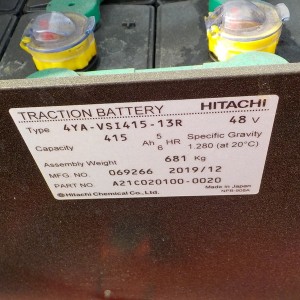 TRACTION BATTERY HITACHI
Type 4YA-VSI415-13R 48 V
Capacity 415 Ah 5/6 HR Specific Gravity 1.280 (at 20°C)
Assembly Weight 681 Kg
MFG. NO. 069266 2019/12
PART NO. A21C020100-0020 Made in Japan
Hitachi Chemical Co., Ltd.